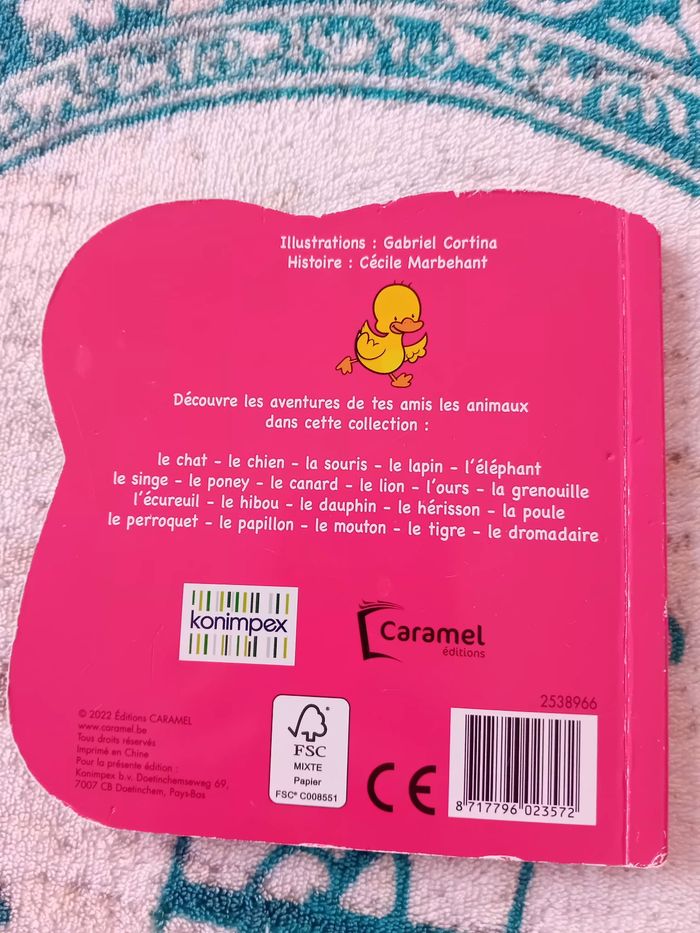 Illustrations : Gabriel Cortina
Histoire : Cécile Marbehant
Découvre les aventures de tes amis les animaux
dans cette collection :
le chat - le chien - la souris - le lapin - l'éléphant
le singe - le poney - le canard - le lion - l'ours - la grenouille
l'écureuil - le hibou - le dauphin - le hérisson - la poule
le perroquet - le papillon - le mouton - le tigre - le dromadaire
konimpex
Caramel
éditions
© 2022 Éditions CARAMEL
www.caramel.be
Tous droits réservés
Imprimé en Chine
Pour la présente édition :
Konimpex b.v. Doetinchemseweg 69,
7007 CB Doetinchem, Pays-Bas
FSC
MIXTE
Papier
FSC® C008551
CE
2538966
8 717796 023572